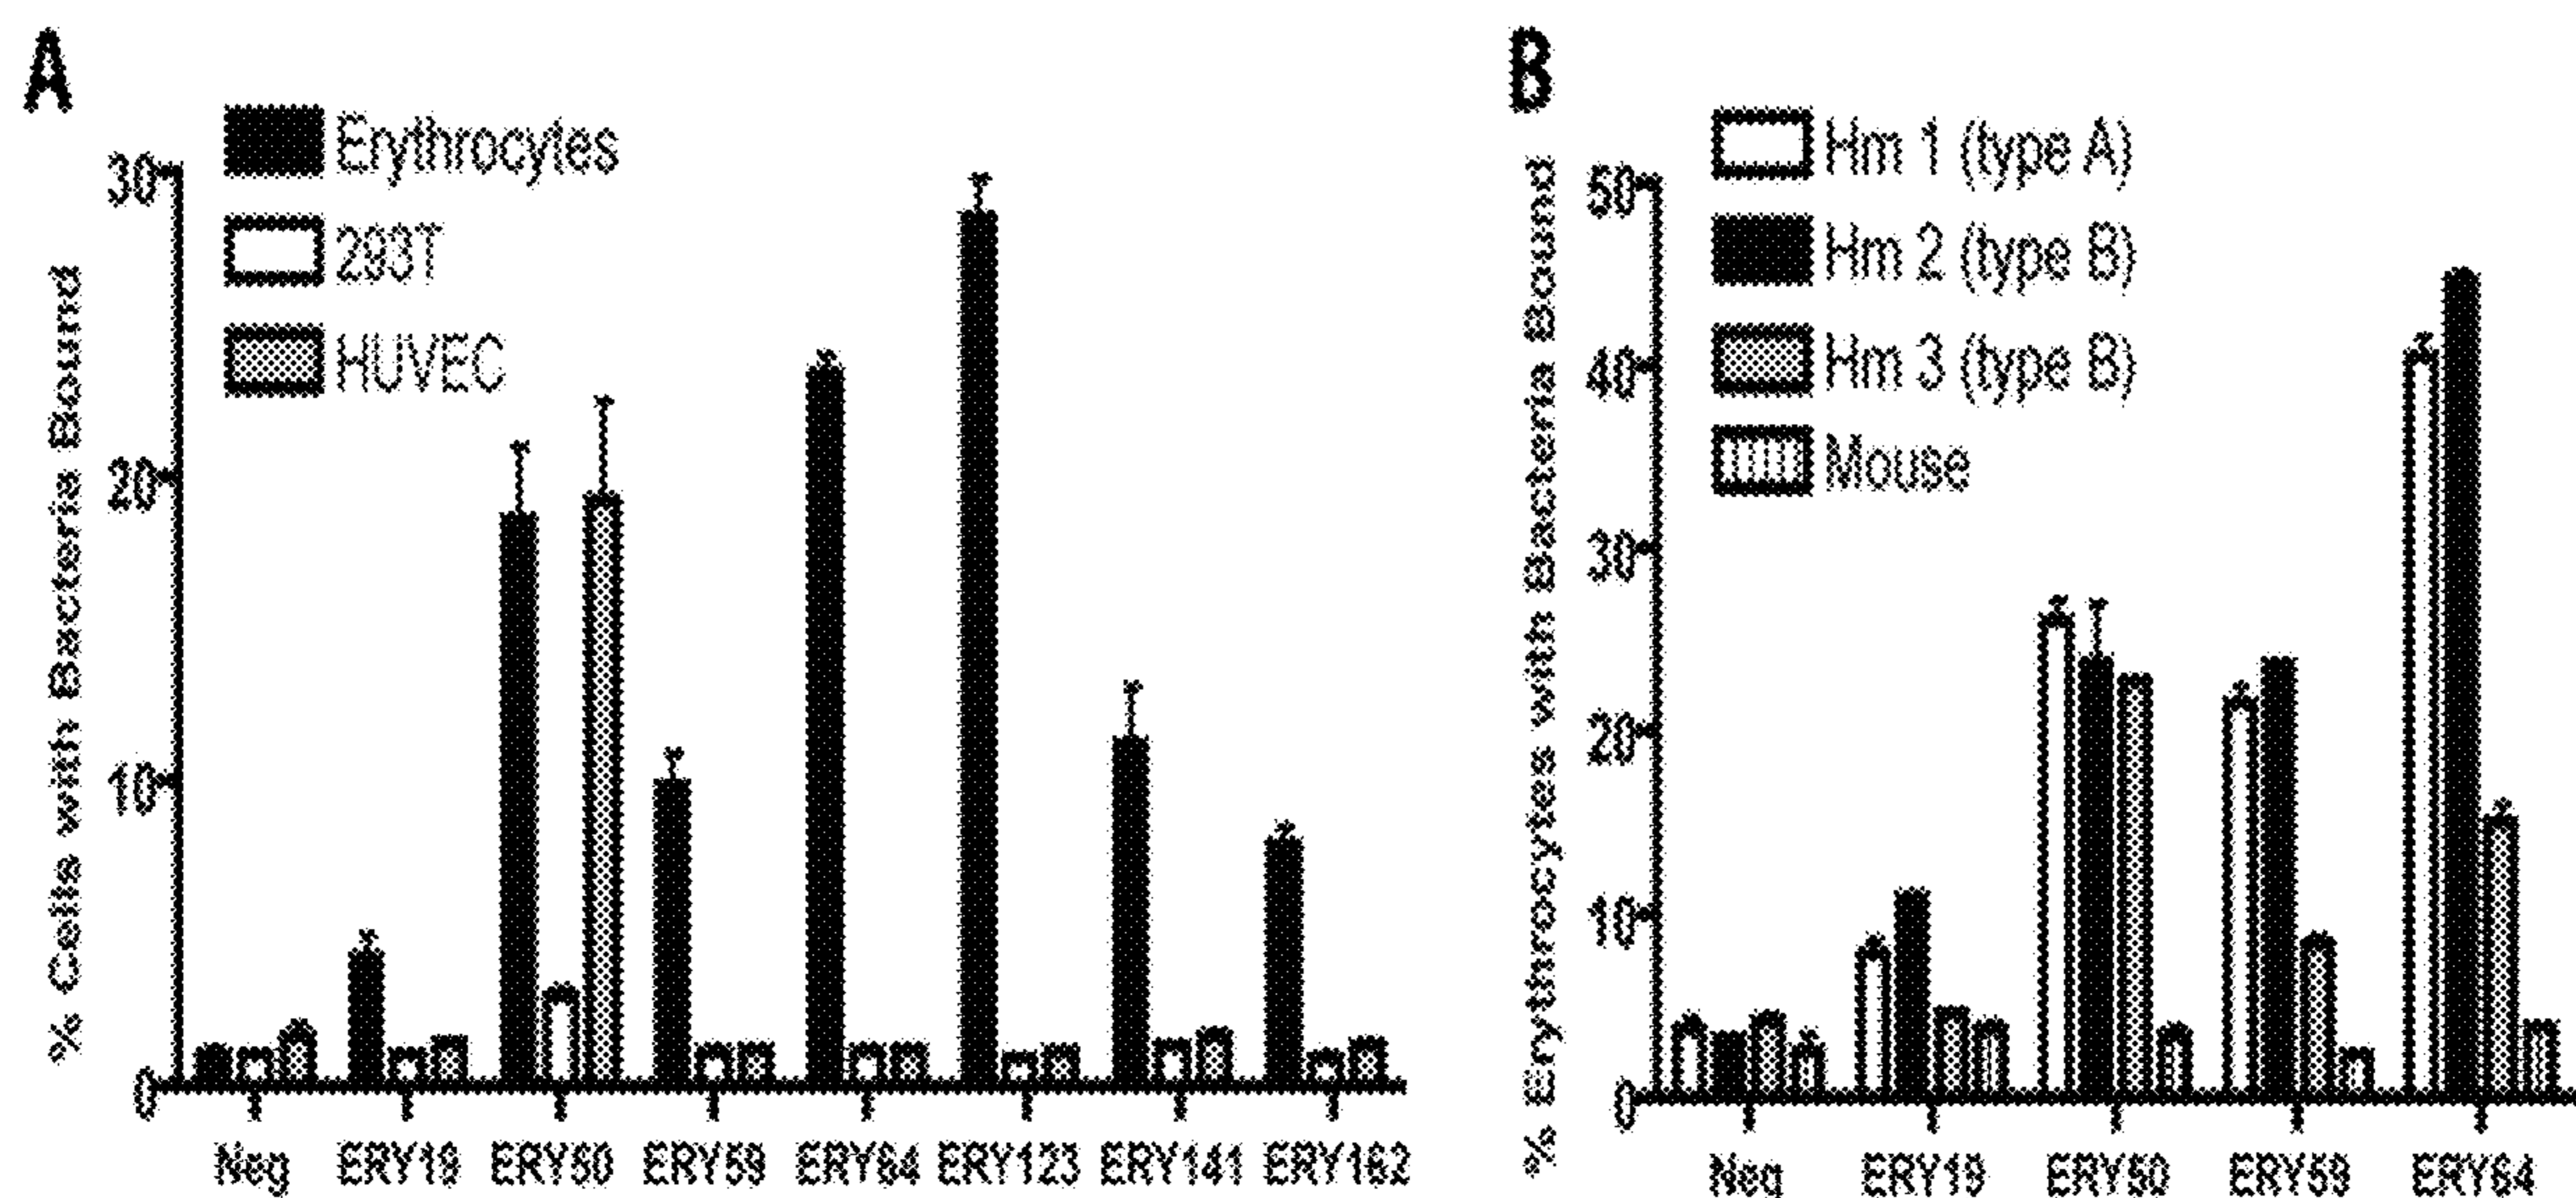 A
Erythrocytes
293T
HUVEC
% Cells with Bacteria Bound
30
20
10
0
Neg ERY19 ERY50 ERY59 ERY64 ERY123 ERY141 ERY162
B
Hm 1 (type A)
Hm 2 (type B)
Hm 3 (type B)
Mouse
% Erythrocytes with Bacteria Bound
50
40
30
20
10
0
Neg ERY19 ERY50 ERY59 ERY64